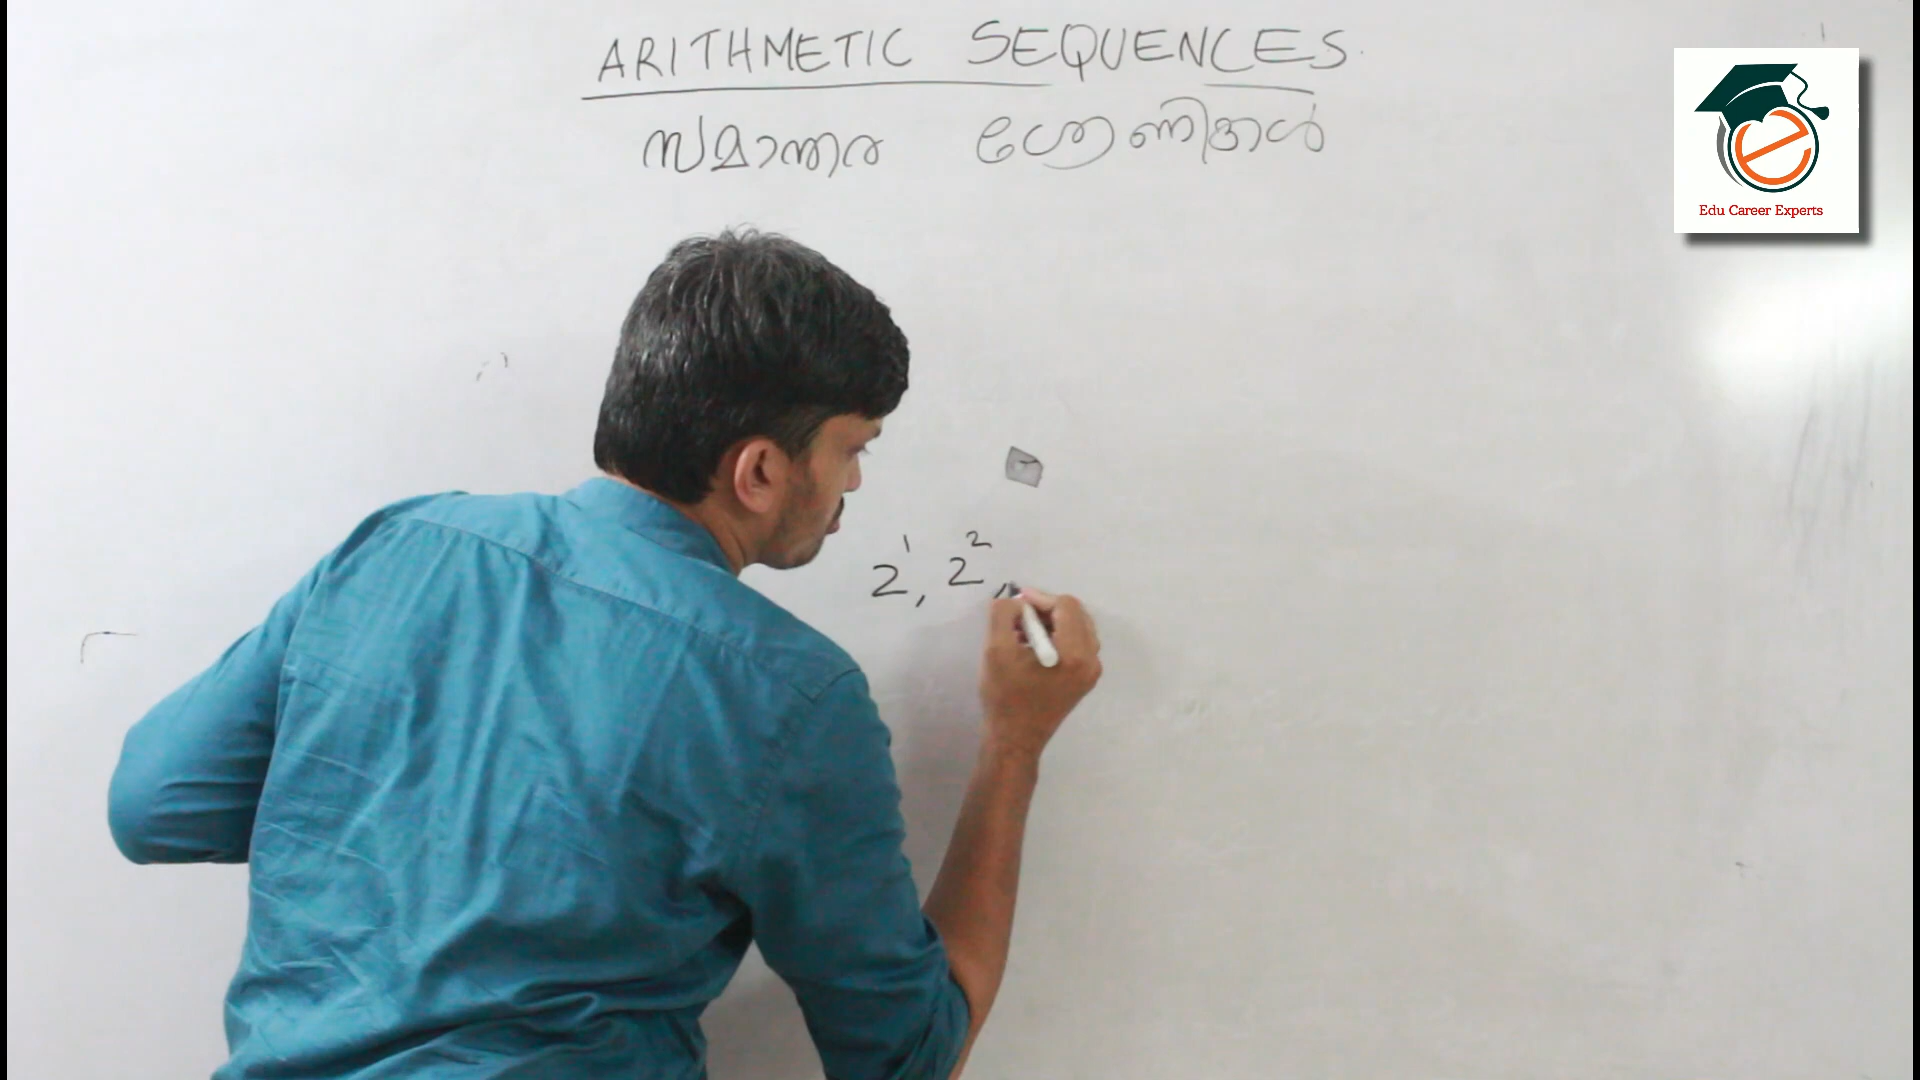 ARITHMETIC SEQUENCES
സമാന്തര ശ്രേണികൾ
Edu Career Experts
2¹, 2²,